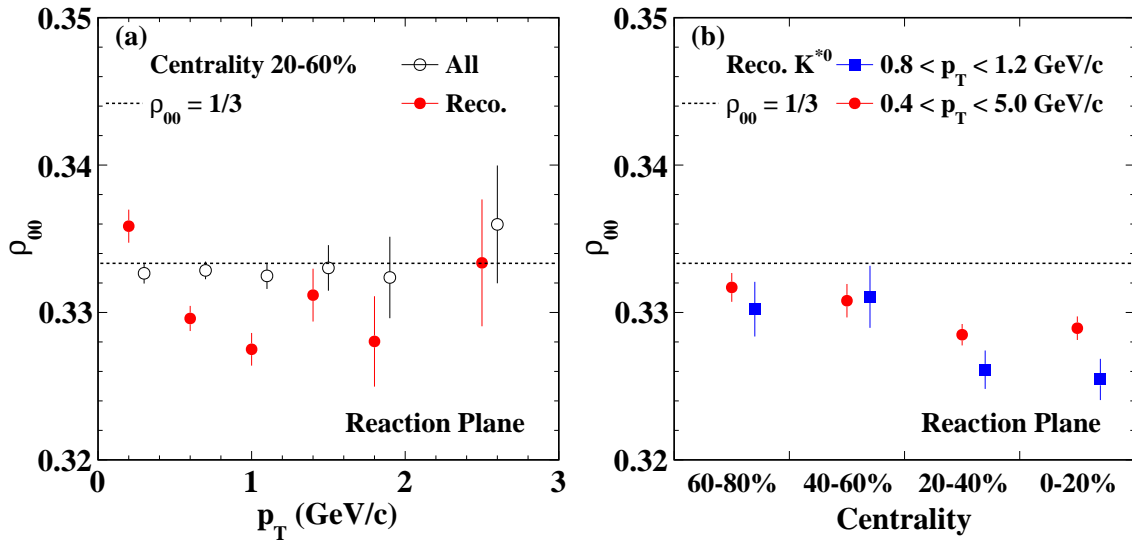 (a)
Centrality 20-60%
All
ρ00 = 1/3
Reco.
0.35
0.34
0.33
0.32
ρ00
Reaction Plane
0 1 2 3
pT (GeV/c)
(b)
Reco. K*0
0.8 < pT < 1.2 GeV/c
ρ00 = 1/3
0.4 < pT < 5.0 GeV/c
0.35
0.34
0.33
0.32
ρ00
Reaction Plane
60-80% 40-60% 20-40% 0-20%
Centrality